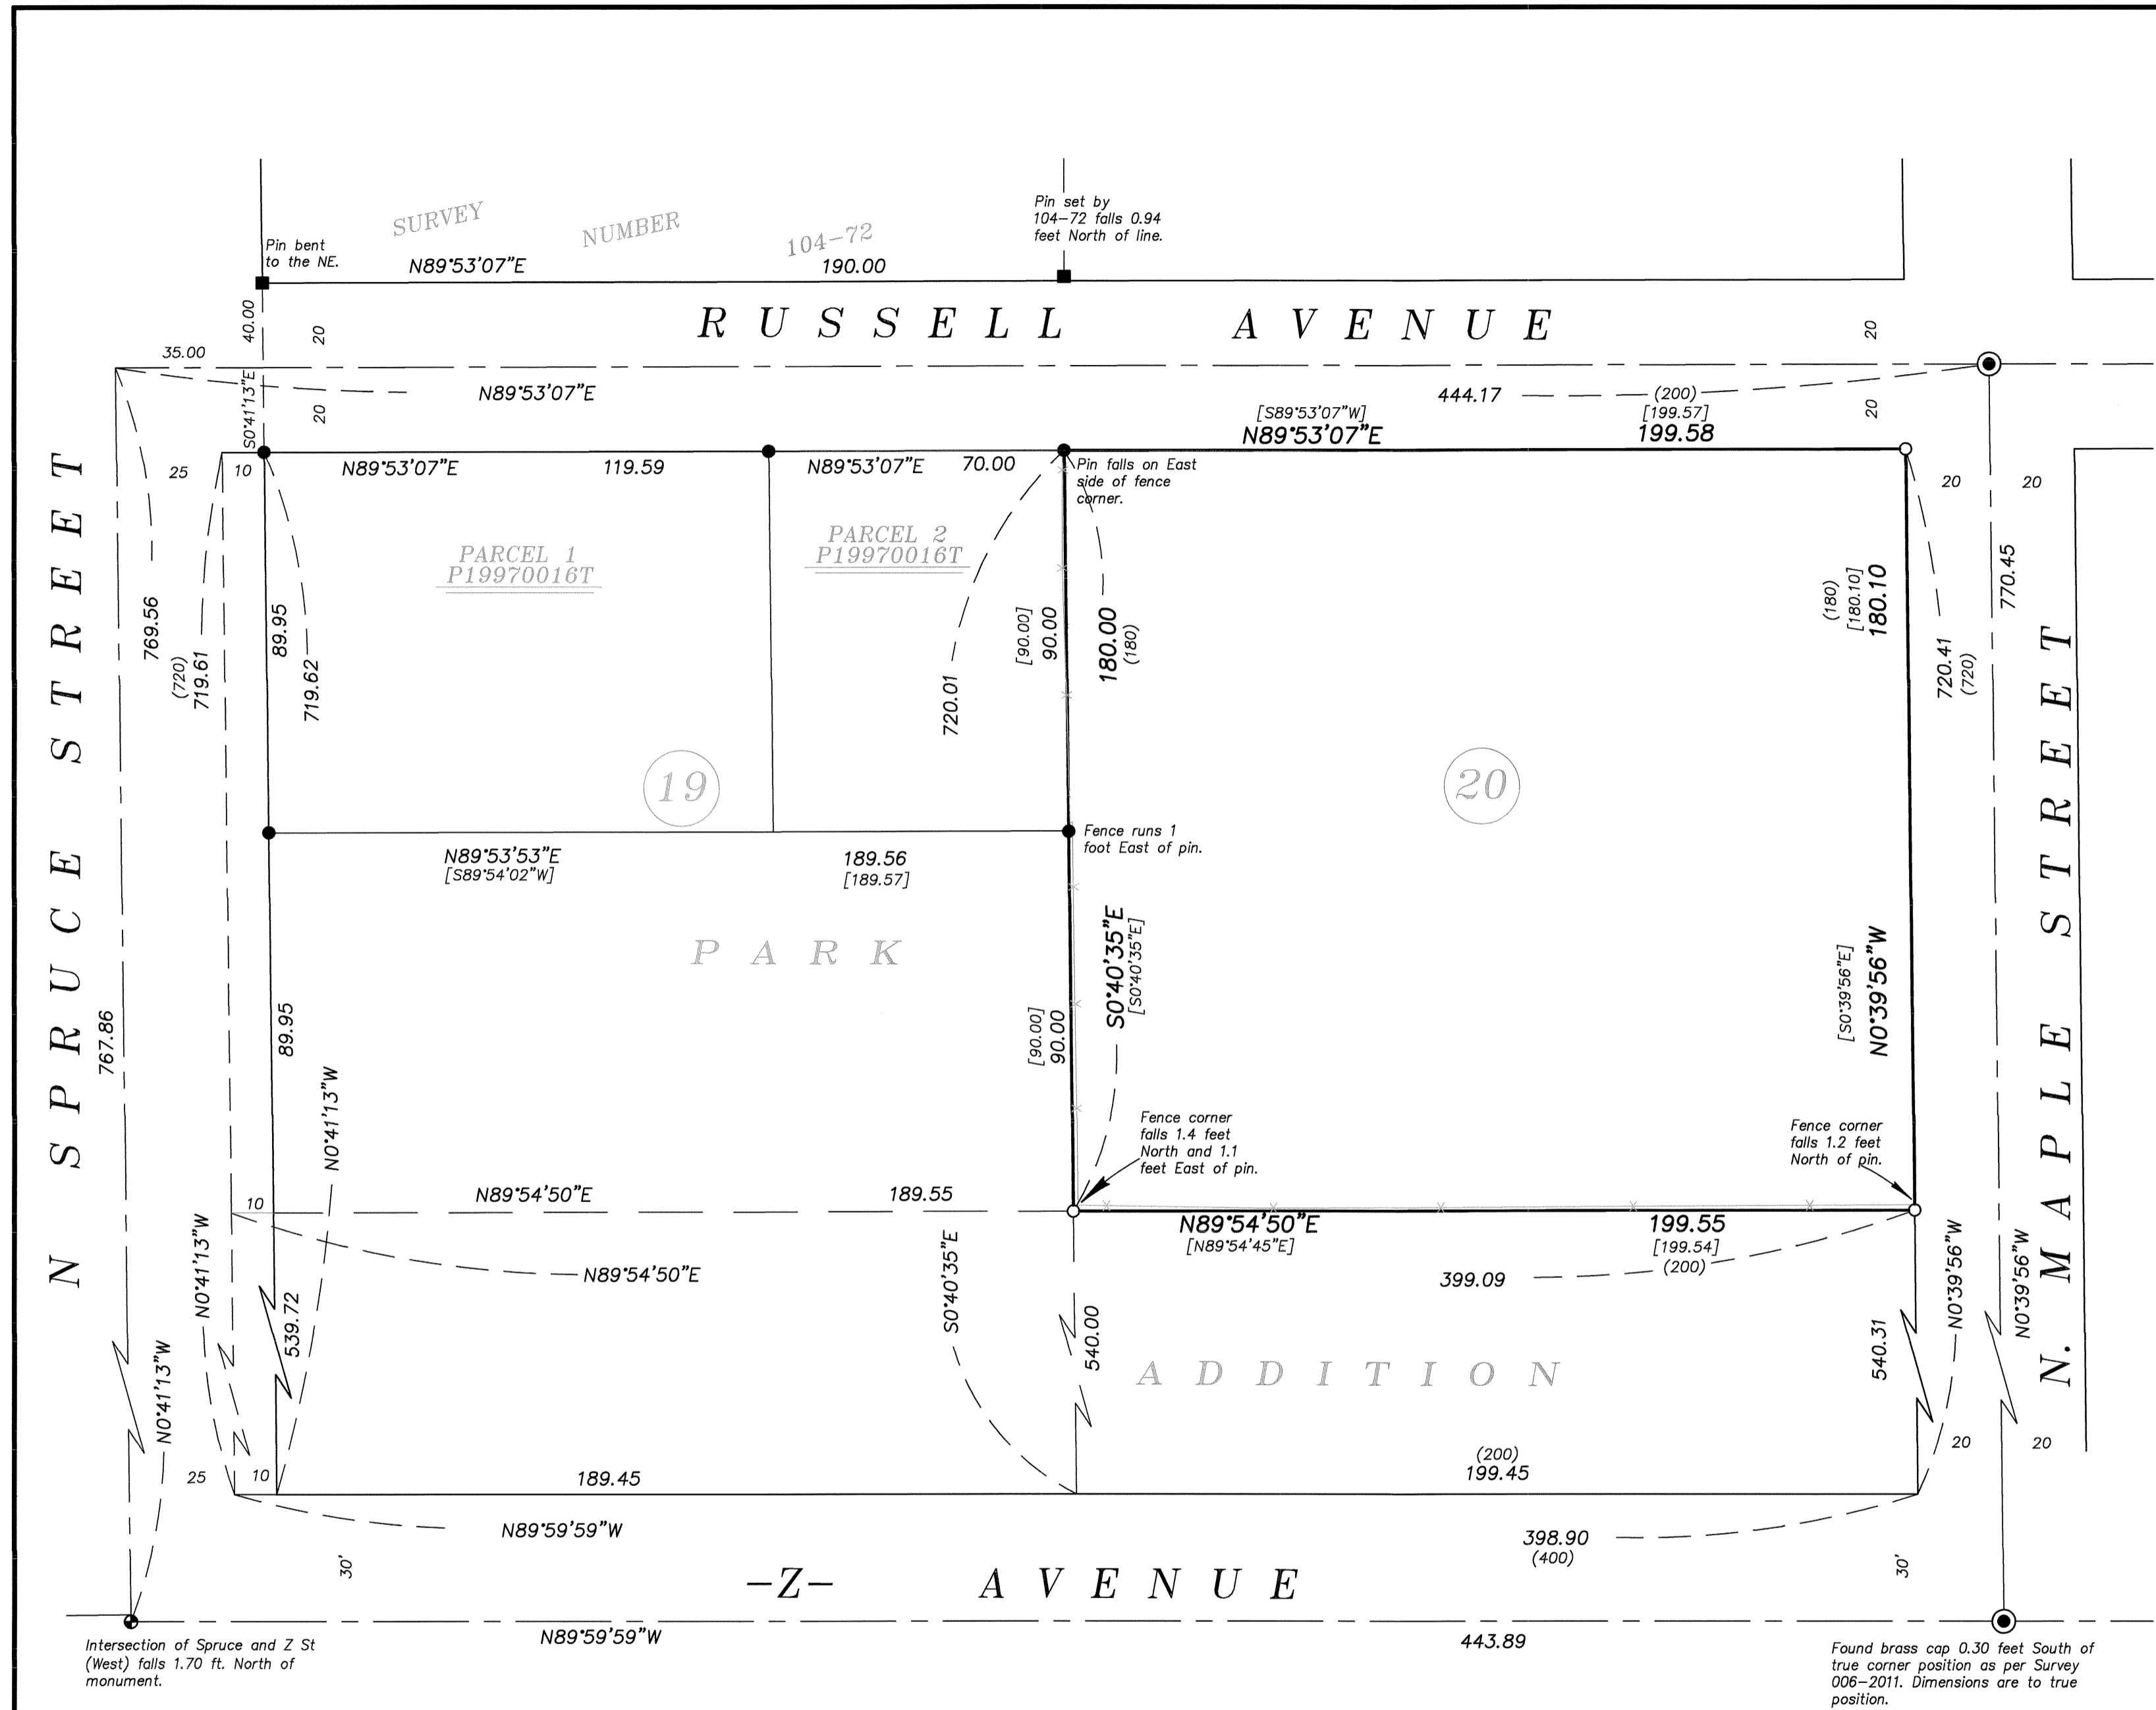 SURVEY NUMBER 104-72
Pin set by
104-72 falls 0.94
feet North of line.
Pin bent
to the NE.
N89°53'07"E
190.00
40.00
20
RUSSELL AVENUE
20
35.00
S0°41'13"E
20
N89°53'07"E
444.17
(200)
[S89°53'07"W]
[199.57]
20
N89°53'07"E
199.58
25
10
N89°53'07"E
119.59
N89°53'07"E
70.00
Pin falls on East
side of fence
corner.
20
20
PARCEL 1
P19970016T
PARCEL 2
P19970016T
N SPRUCE STREET
769.56
(720)
719.61
89.95
719.62
720.01
[90.00]
90.00
180.00
(180)
(180)
[180.10]
180.10
720.41
(720)
770.45
N. MAPLE STREET
19
20
Fence runs 1
foot East of pin.
N89°53'53"E
[S89°54'02"W]
189.56
[189.57]
PARK
S0°40'35"E
[S0°40'35"E]
[S0°39'56"E]
N0°39'56"W
767.86
89.95
[90.00]
90.00
N0°41'13"W
Fence corner
falls 1.4 feet
North and 1.1
feet East of pin.
Fence corner
falls 1.2 feet
North of pin.
10
N89°54'50"E
189.55
N89°54'50"E
[N89°54'45"E]
199.55
[199.54]
(200)
N89°54'50"E
399.09
N0°41'13"W
N0°41'13"W
539.72
S0°40'35"E
540.00
540.31
N0°39'56"W
N0°39'56"W
ADDITION
25
10
189.45
(200)
199.45
20
20
N89°59'59"W
398.90
(400)
30'
-Z- AVENUE
30'
N89°59'59"W
443.89
Intersection of Spruce and Z St
(West) falls 1.70 ft. North of
monument.
Found brass cap 0.30 feet South of
true corner position as per Survey
006-2011. Dimensions are to true
position.